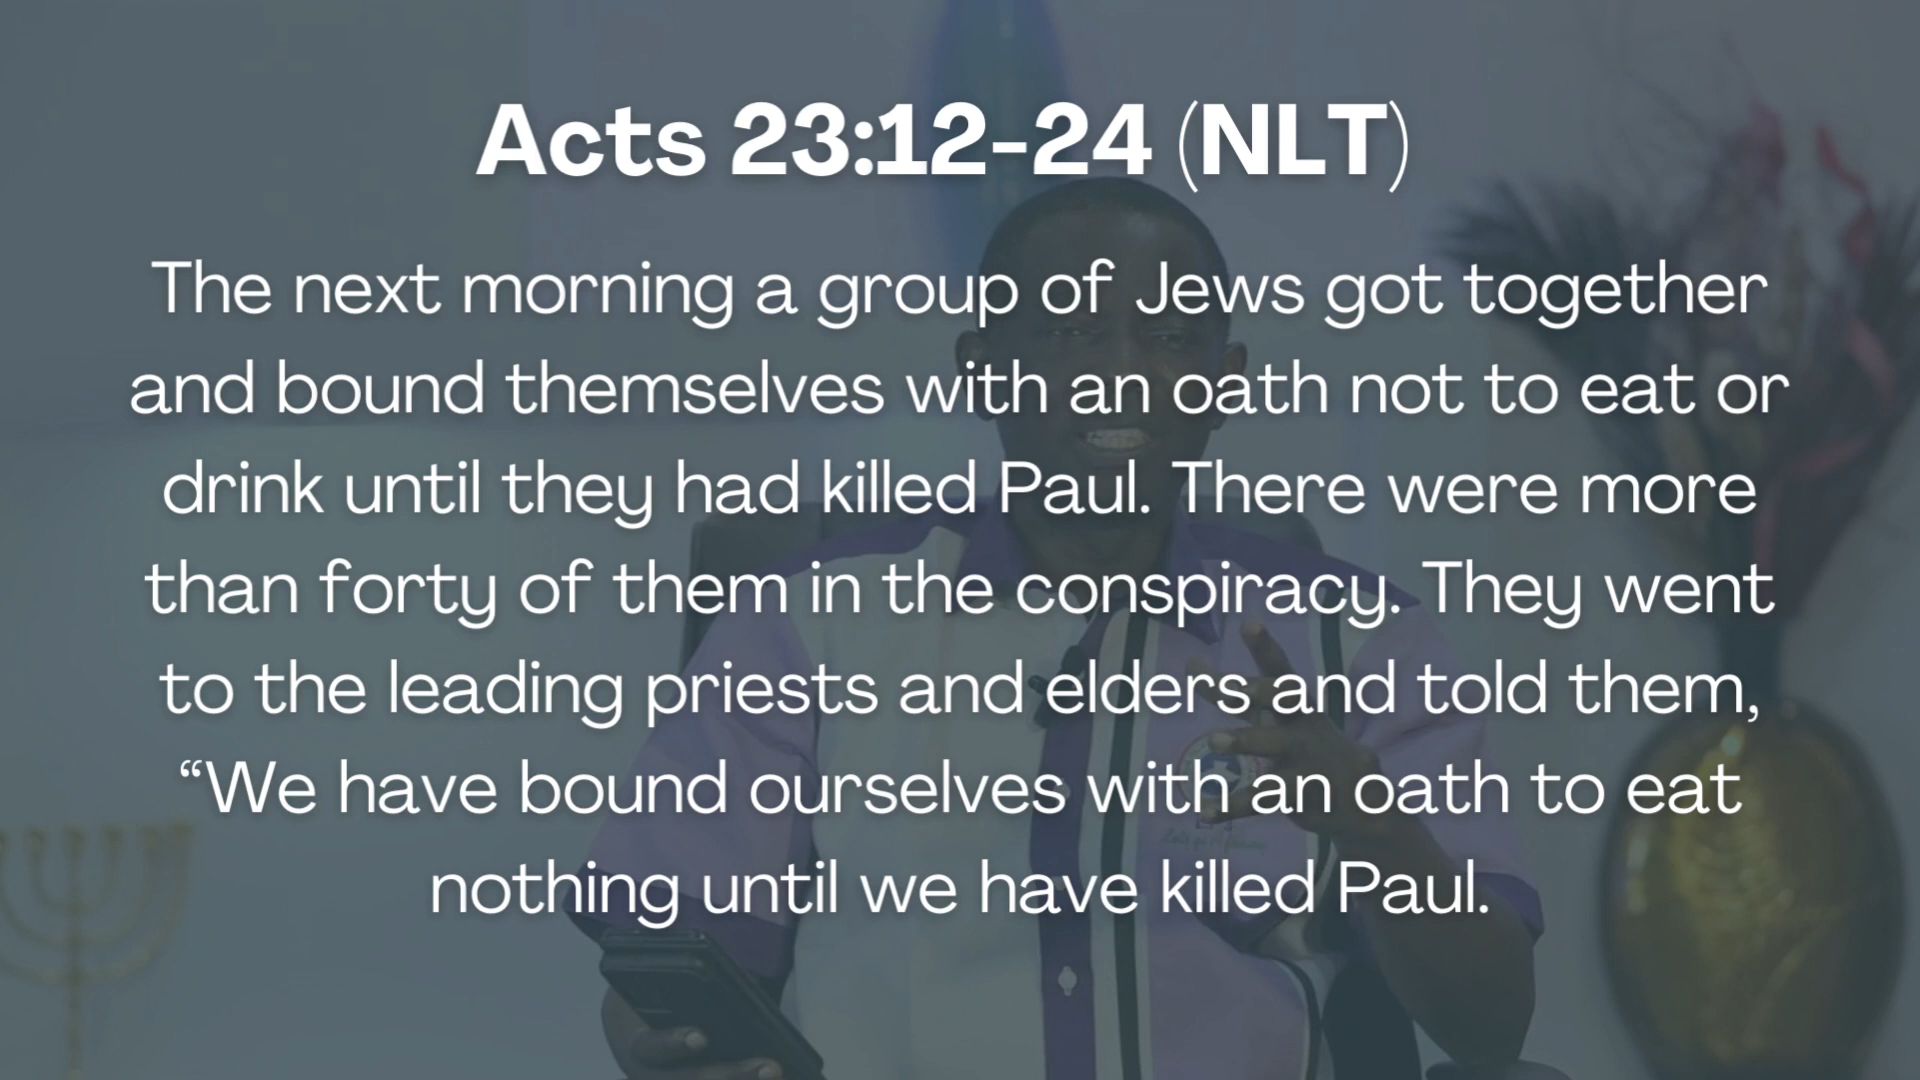 Acts 23:12-24 (NLT)
The next morning a group of Jews got together
and bound themselves with an oath not to eat or
drink until they had killed Paul. There were more
than forty of them in the conspiracy. They went
to the leading priests and elders and told them,
“We have bound ourselves with an oath to eat
nothing until we have killed Paul.